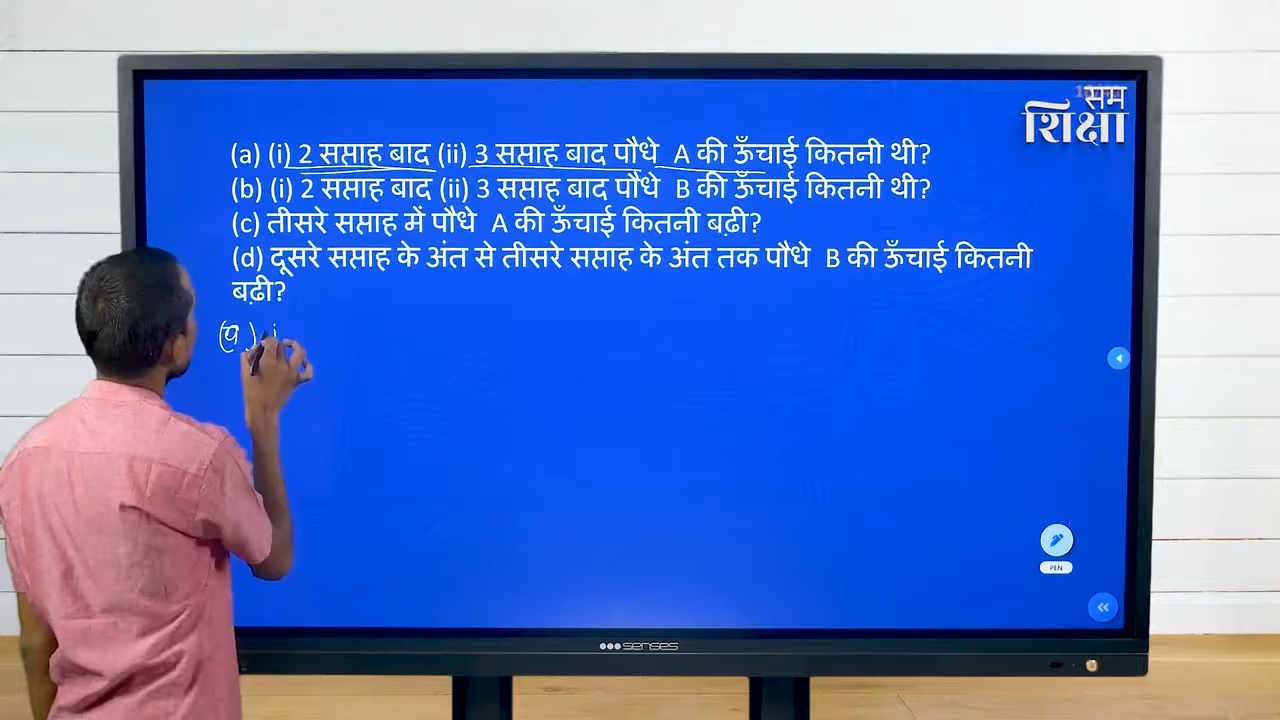 सम
शिक्षा
(a) (i) 2 सप्ताह बाद (ii) 3 सप्ताह बाद पौधे A की ऊँचाई कितनी थी?
(b) (i) 2 सप्ताह बाद (ii) 3 सप्ताह बाद पौधे B की ऊँचाई कितनी थी?
(c) तीसरे सप्ताह में पौधे A की ऊँचाई कितनी बढ़ी?
(d) दूसरे सप्ताह के अंत से तीसरे सप्ताह के अंत तक पौधे B की ऊँचाई कितनी
बढ़ी?
(a) i
PEN
senses